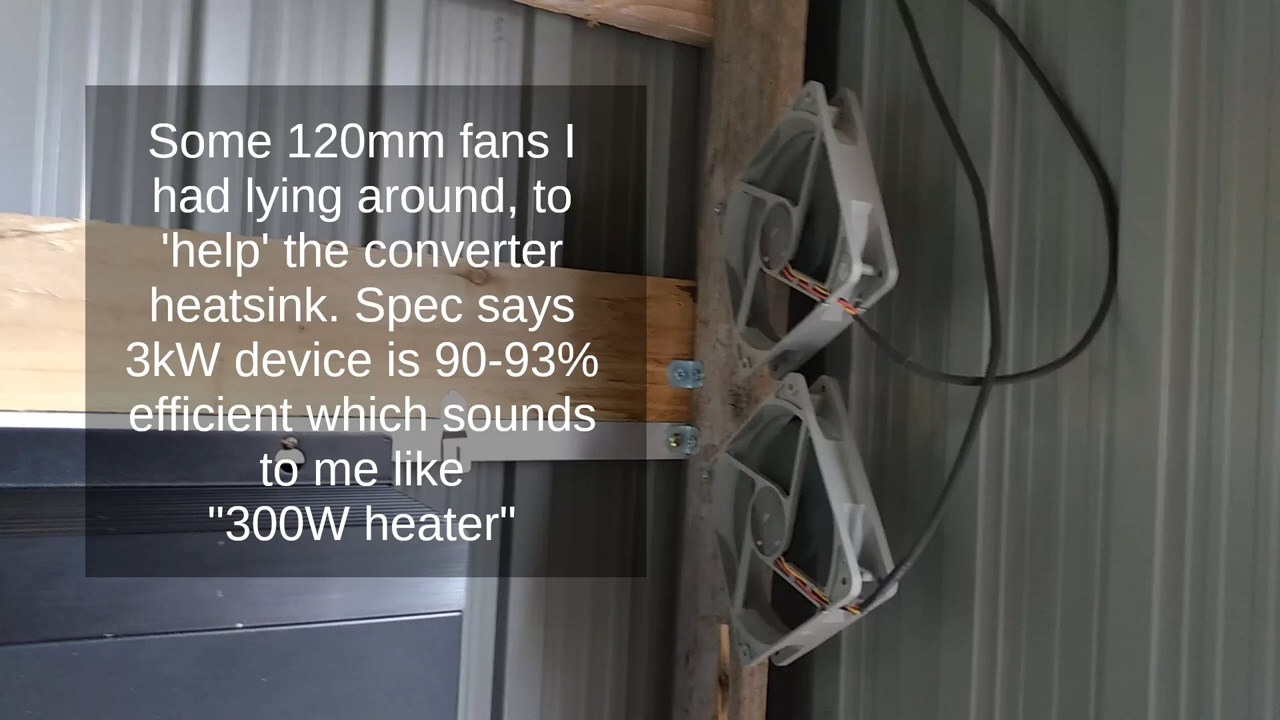 Some 120mm fans I
had lying around, to
'help' the converter
heatsink. Spec says
3kW device is 90-93%
efficient which sounds
to me like
"300W heater"